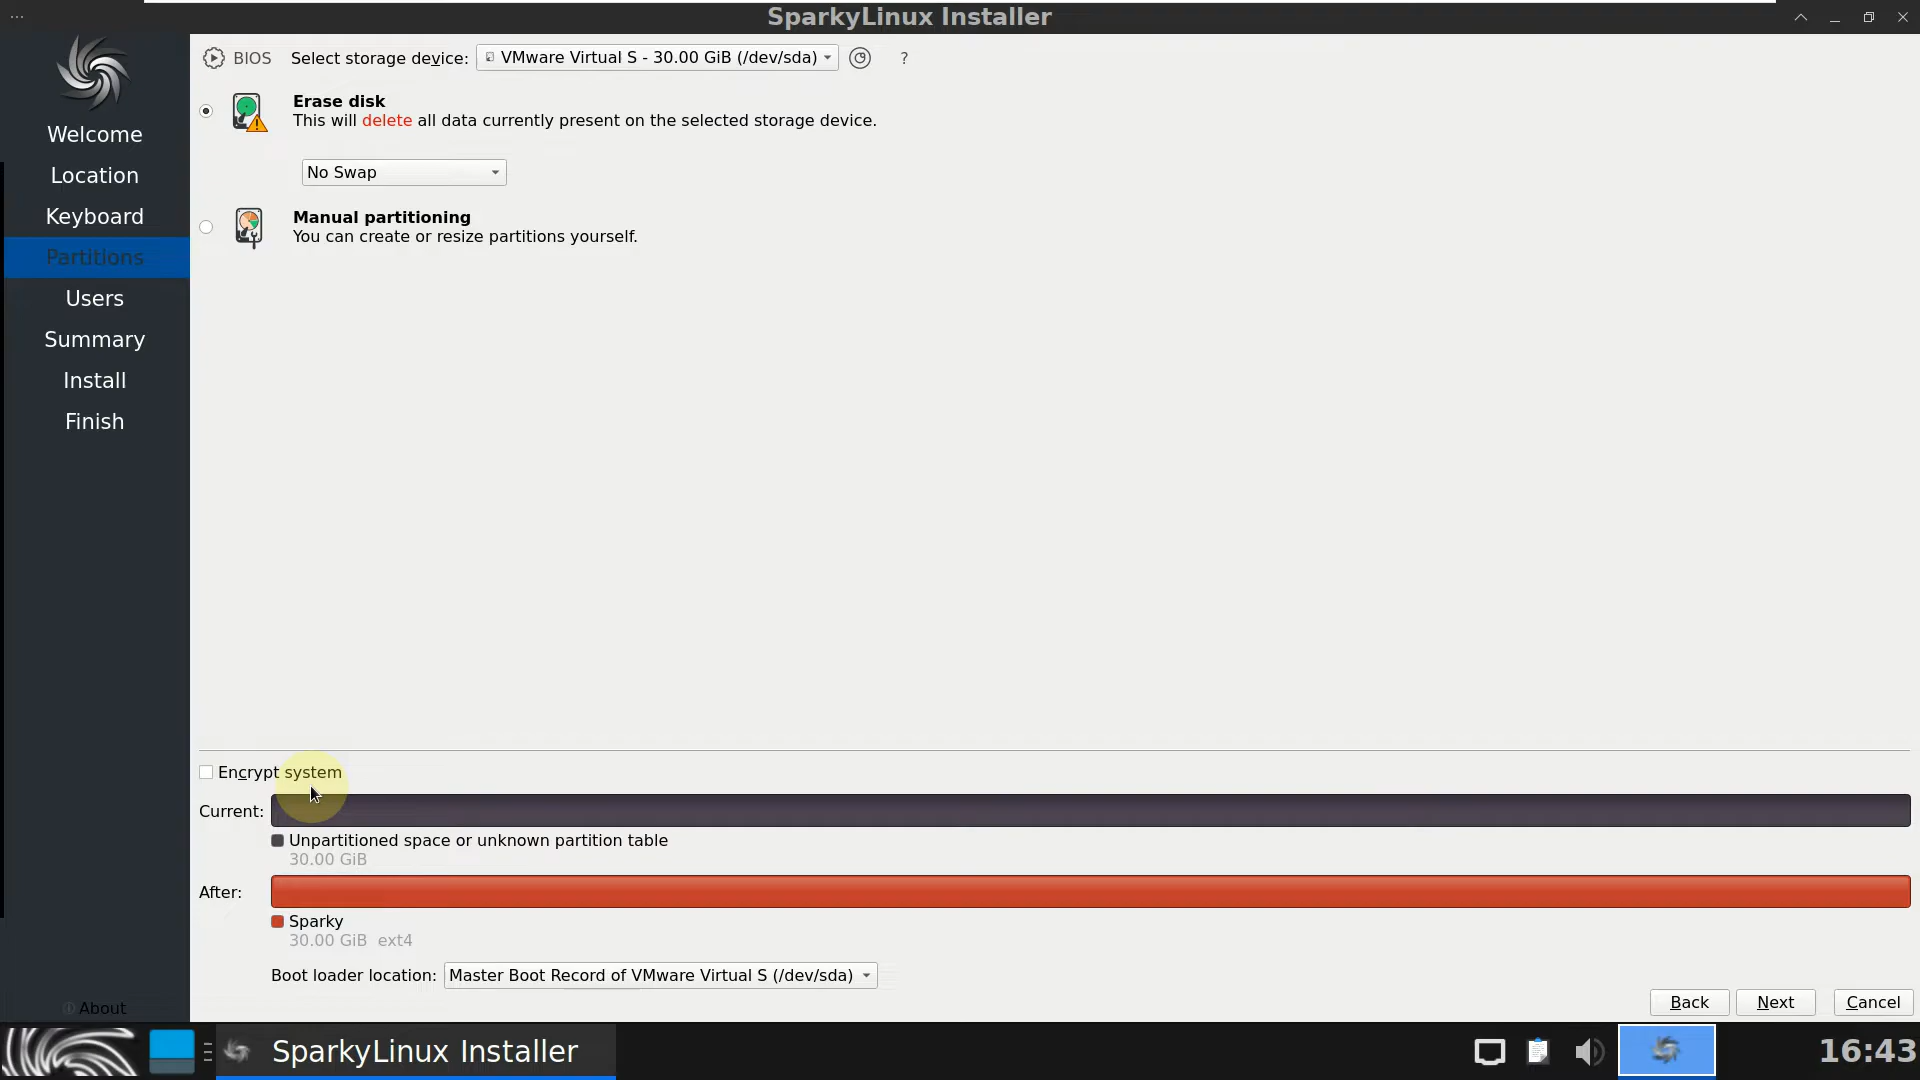 SparkyLinux Installer
BIOS Select storage device: VMware Virtual S - 30.00 GiB (/dev/sda) ?
Erase disk
This will delete all data currently present on the selected storage device.
No Swap
Manual partitioning
You can create or resize partitions yourself.
Welcome
Location
Keyboard
Partitions
Users
Summary
Install
Finish
About
Encrypt system
Current:
Unpartitioned space or unknown partition table
30.00 GiB
After:
Sparky
30.00 GiB ext4
Boot loader location: Master Boot Record of VMware Virtual S (/dev/sda)
Back Next Cancel
SparkyLinux Installer 16:43